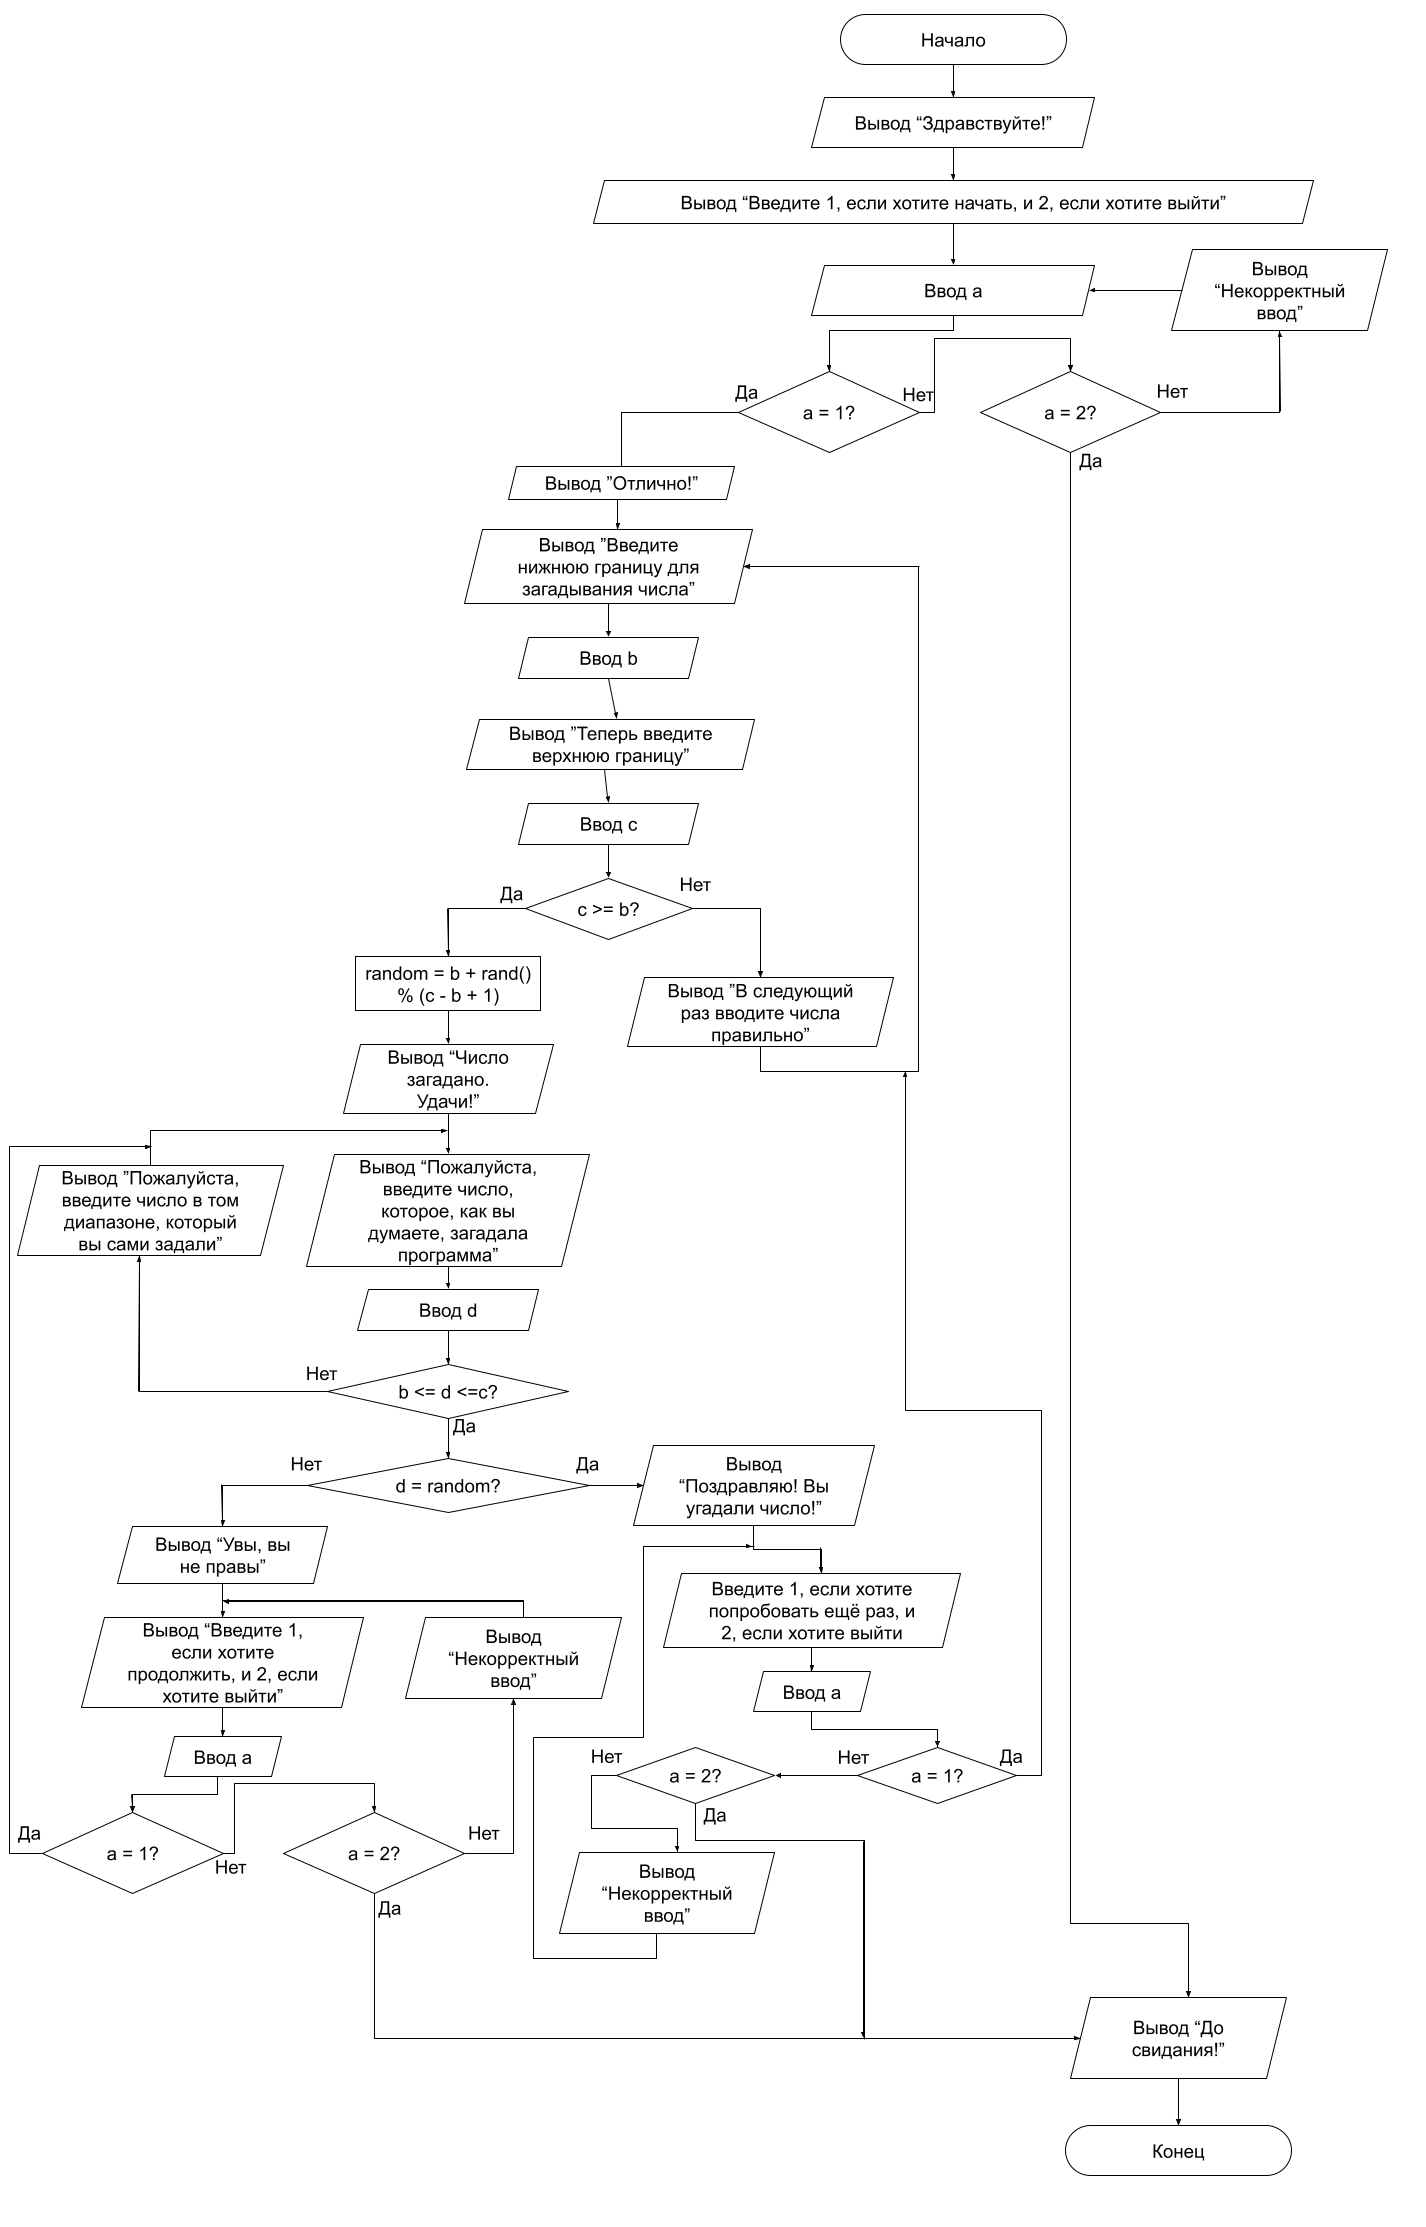 Начало
Вывод “Здравствуйте!”
Вывод “Введите 1, если хотите начать, и 2, если хотите выйти”
Ввод a
Вывод
“Некорректный
ввод”
Да
a = 1?
Нет
a = 2?
Нет
Да
Вывод ”Отлично!”
Вывод ”Введите
нижнюю границу для
загадывания числа”
Ввод b
Вывод ”Теперь введите
верхнюю границу”
Ввод c
Да
c >= b?
Нет
random = b + rand()
% (c - b + 1)
Вывод ”В следующий
раз вводите числа
правильно”
Вывод “Число
загадано.
Удачи!”
Вывод ”Пожалуйста,
введите число в том
диапазоне, который
вы сами задали”
Вывод “Пожалуйста,
введите число,
которое, как вы
думаете, загадала
программа”
Ввод d
Нет
b <= d <=c?
Да
Нет
d = random?
Да
Вывод
“Поздравляю! Вы
угадали число!”
Вывод “Увы, вы
не правы”
Введите 1, если хотите
попробовать ещё раз, и
2, если хотите выйти
Вывод “Введите 1,
если хотите
продолжить, и 2, если
хотите выйти”
Вывод
“Некорректный
ввод”
Ввод a
Ввод a
Нет
a = 2?
Да
Нет
a = 1?
Да
Да
a = 1?
Нет
a = 2?
Нет
Да
Вывод
“Некорректный
ввод”
Вывод “До
свидания!”
Конец